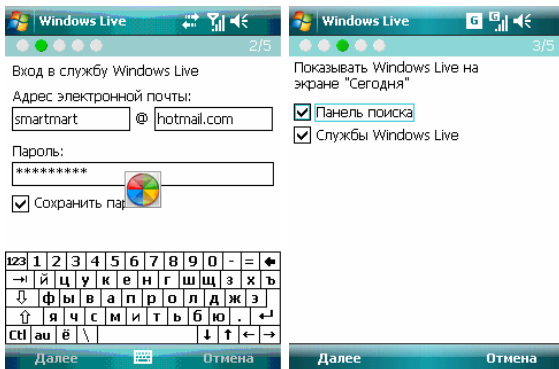 Windows Live
2/5
Вход в службу Windows Live
Адрес электронной почты:
smartmart @ hotmail.com
Пароль:
*********
Сохранить пар
123 1 2 3 4 5 6 7 8 9 0 - =
й ц у к е н г ш щ з х ъ
ф ы в а п р о л д ж э
я ч с м и т ь б ю .
Ctl au ё \
Далее Отмена
Windows Live G G
3/5
Показывать Windows Live на
экране "Сегодня"
Панель поиска
Службы Windows Live
Далее Отмена